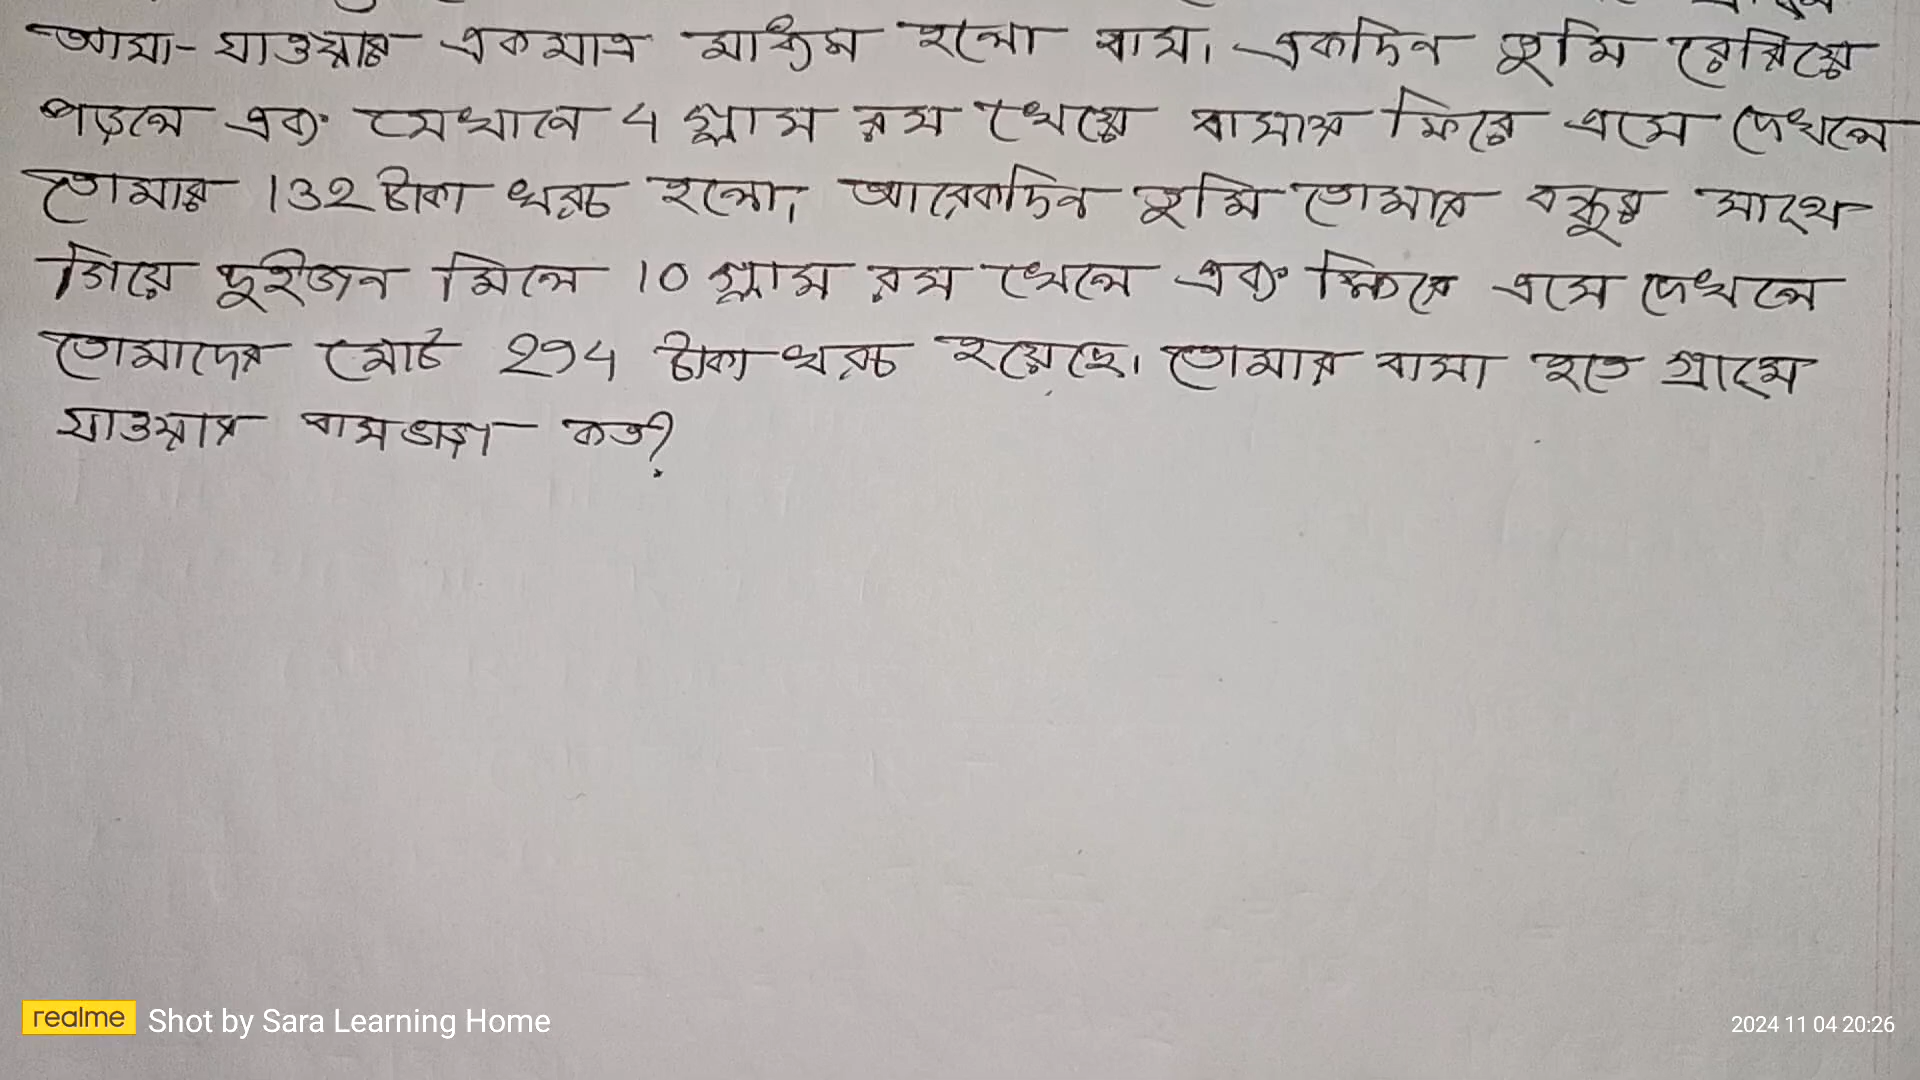 আসা-যাওয়ার একমাত্র মাধ্যম হলো বাস। একদিন তুমি বেরিয়ে
পড়লে এবং সেখানে 4 গ্লাস রস খেয়ে বাসায় ফিরে এসে দেখলে
তোমার 132 টাকা খরচ হলো, আরেকদিন তুমি তোমার বন্ধুর সাথে
গিয়ে দুইজন মিলে 10 গ্লাস রস খেলে এবং ফিরে এসে দেখলে
তোমাদের মোট 294 টাকা খরচ হয়েছে। তোমার বাসা হতে গ্রামে
যাওয়ার বাসভাড়া কত?
realme Shot by Sara Learning Home
2024 11 04 20:26